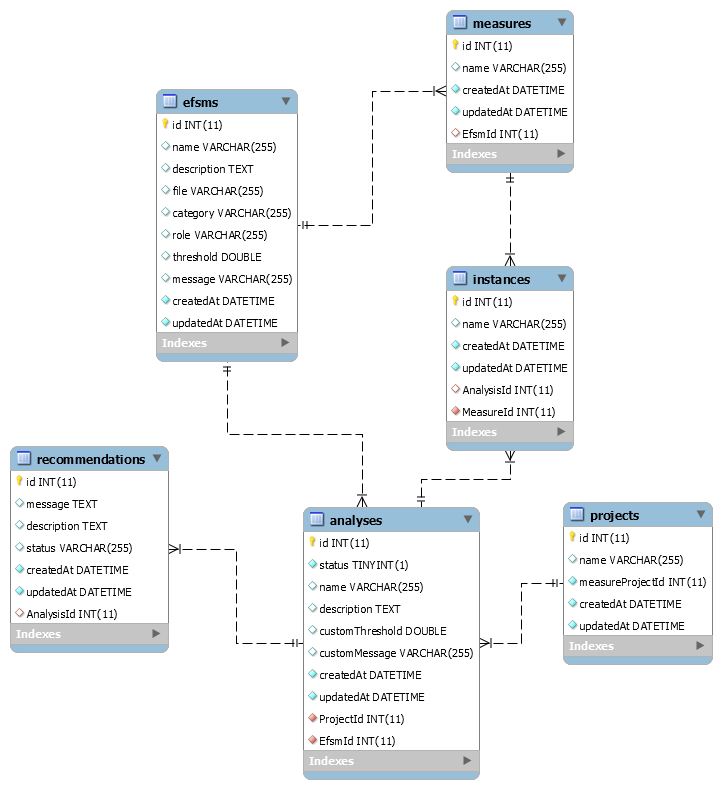 measures
id INT(11)
name VARCHAR(255)
createdAt DATETIME
updatedAt DATETIME
EfsmId INT(11)
Indexes
efsms
id INT(11)
name VARCHAR(255)
description TEXT
file VARCHAR(255)
category VARCHAR(255)
role VARCHAR(255)
threshold DOUBLE
message VARCHAR(255)
createdAt DATETIME
updatedAt DATETIME
Indexes
instances
id INT(11)
name VARCHAR(255)
createdAt DATETIME
updatedAt DATETIME
AnalysisId INT(11)
MeasureId INT(11)
Indexes
recommendations
id INT(11)
message TEXT
description TEXT
status VARCHAR(255)
createdAt DATETIME
updatedAt DATETIME
AnalysisId INT(11)
Indexes
analyses
id INT(11)
status TINYINT(1)
name VARCHAR(255)
description TEXT
customThreshold DOUBLE
customMessage VARCHAR(255)
createdAt DATETIME
updatedAt DATETIME
ProjectId INT(11)
EfsmId INT(11)
Indexes
projects
id INT(11)
name VARCHAR(255)
measureProjectId INT(11)
createdAt DATETIME
updatedAt DATETIME
Indexes